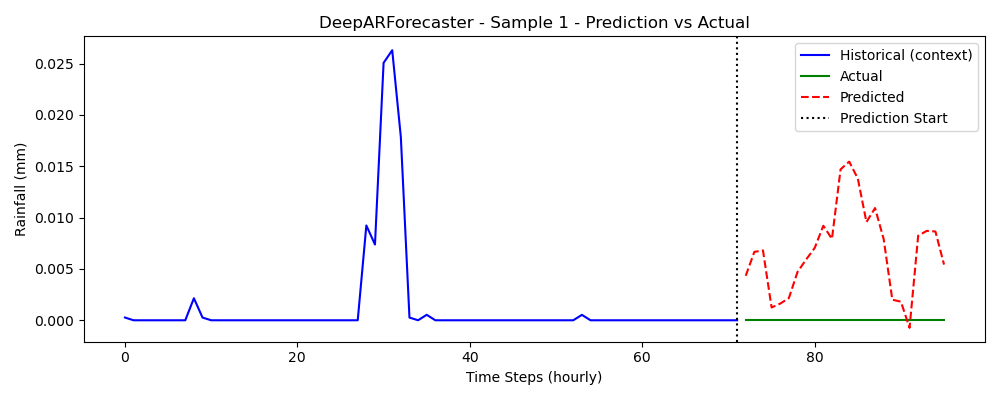 DeepARForecaster - Sample 1 - Prediction vs Actual
Rainfall (mm)
0.025
0.020
0.015
0.010
0.005
0.000
Historical (context)
Actual
Predicted
Prediction Start
0
20
40
60
80
Time Steps (hourly)